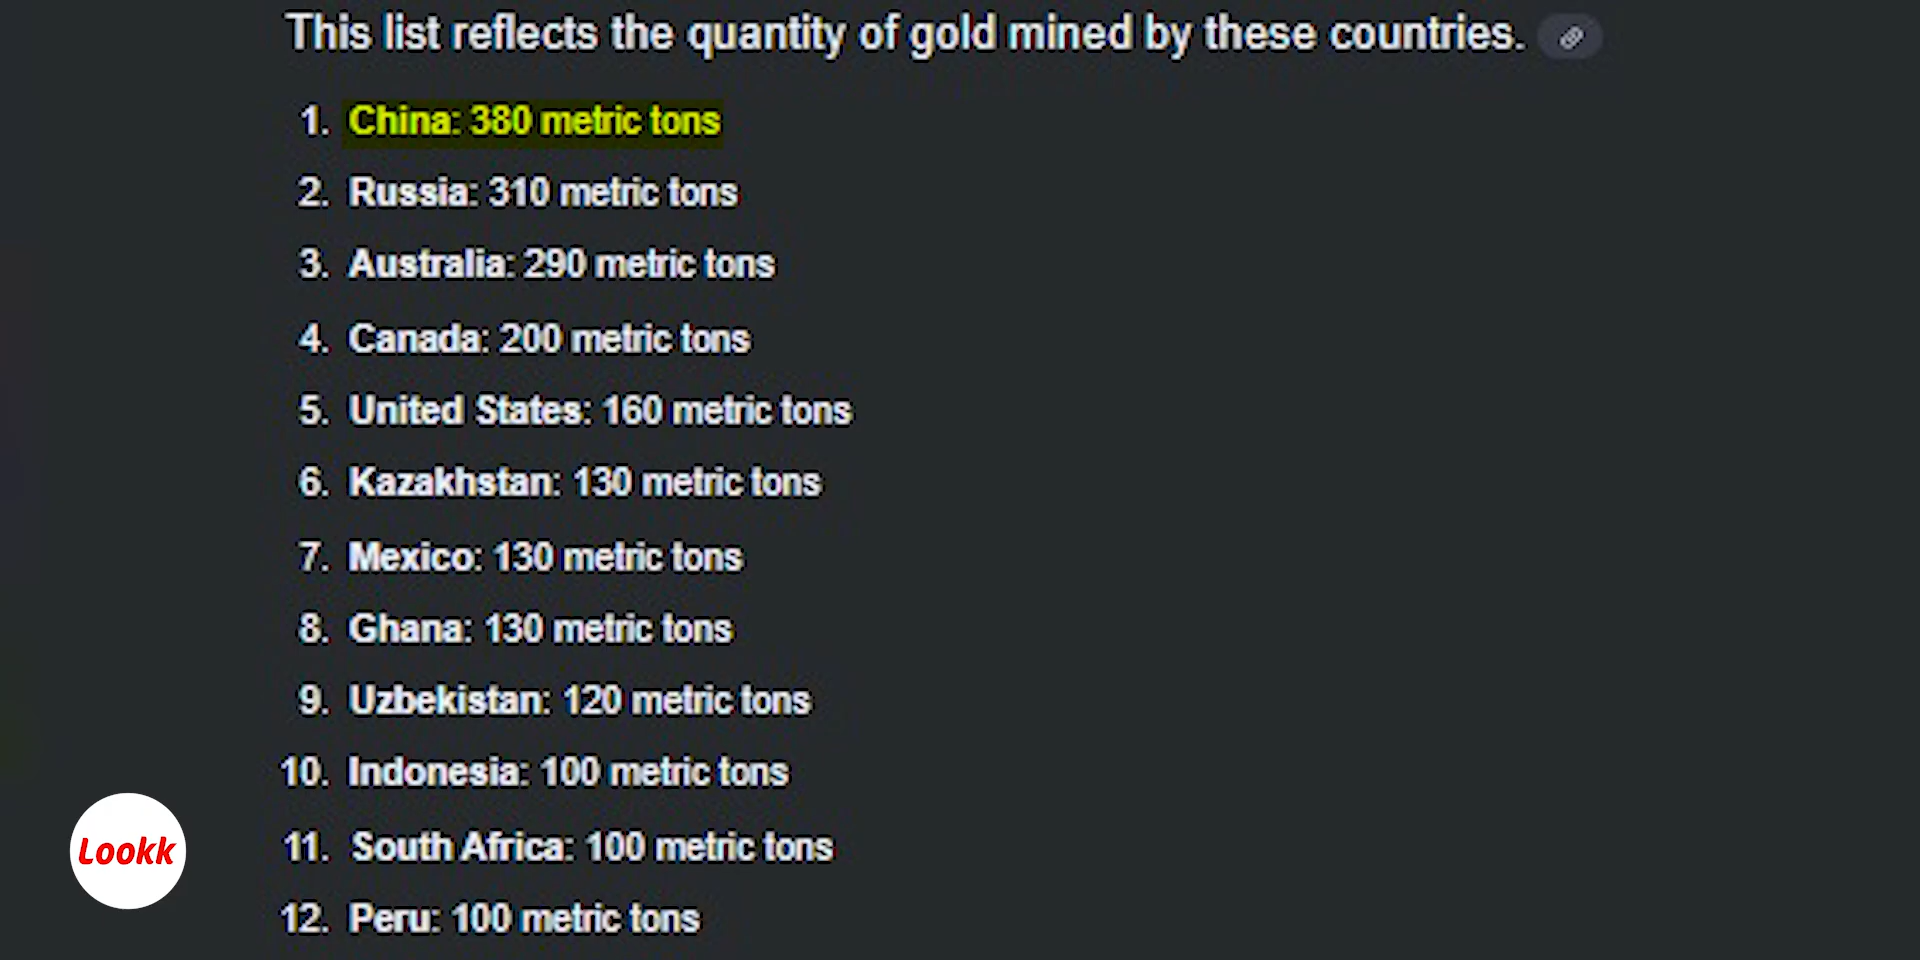 This list reflects the quantity of gold mined by these countries.
1. China: 380 metric tons
2. Russia: 310 metric tons
3. Australia: 290 metric tons
4. Canada: 200 metric tons
5. United States: 160 metric tons
6. Kazakhstan: 130 metric tons
7. Mexico: 130 metric tons
8. Ghana: 130 metric tons
9. Uzbekistan: 120 metric tons
10. Indonesia: 100 metric tons
11. South Africa: 100 metric tons
12. Peru: 100 metric tons
Lookk